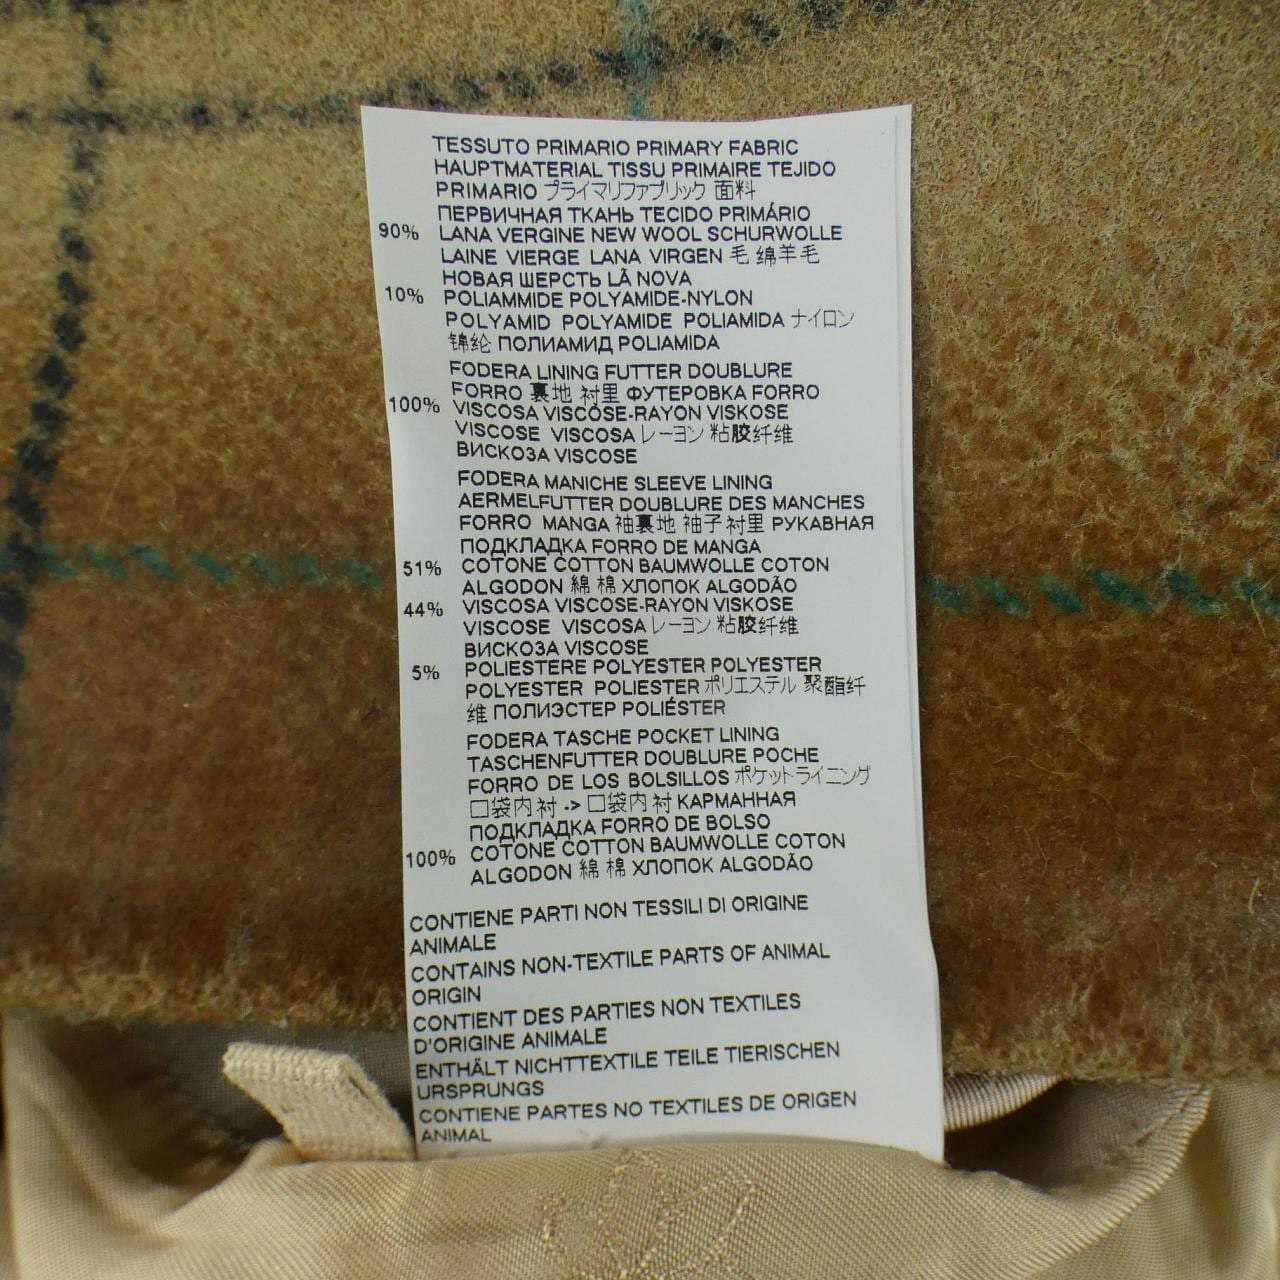 TESSUTO PRIMARIO PRIMARY FABRIC
HAUPTMATERIAL TISSU PRIMAIRE TEJIDO
PRIMARIO プライマリファブリック 面料
ПЕРВИЧНАЯ ТКАНЬ TECIDO PRIMÁRIO
90% LANA VERGINE NEW WOOL SCHURWOLLE
LAINE VIERGE LANA VIRGEN 毛 绵羊毛
НОВАЯ ШЕРСТЬ LÃ NOVA
10% POLIAMMIDE POLYAMIDE-NYLON
POLYAMID POLYAMIDE POLIAMIDA ナイロン
锦纶 ПОЛИАМИД POLIAMIDA
FODERA LINING FUTTER DOUBLURE
FORRO 裏地 衬里 ФУТЕРОВКА FORRO
100% VISCOSA VISCOSE-RAYON VISKOSE
VISCOSE VISCOSA レーヨン 粘胶纤维
ВИСКОЗА VISCOSE
FODERA MANICHE SLEEVE LINING
AERMELFUTTER DOUBLURE DES MANCHES
FORRO MANGA 袖裏地 袖子衬里 РУКАВНАЯ
ПОДКЛАДКА FORRO DE MANGA
51% COTONE COTTON BAUMWOLLE COTON
ALGODON 綿 棉 ХЛОПОК ALGODÃO
44% VISCOSA VISCOSE-RAYON VISKOSE
VISCOSE VISCOSA レーヨン 粘胶纤维
ВИСКОЗА VISCOSE
5% POLIESTERE POLYESTER POLYESTER
POLYESTER POLIESTER ポリエステル 聚酯纤
维 ПОЛИЭСТЕР POLIÉSTER
FODERA TASCHE POCKET LINING
TASCHENFUTTER DOUBLURE POCHE
FORRO DE LOS BOLSILLOS ポケットライニング
口袋内衬 -> 口袋内衬 КАРМАННАЯ
ПОДКЛАДКА FORRO DE BOLSO
100% COTONE COTTON BAUMWOLLE COTON
ALGODON 綿 棉 ХЛОПОК ALGODÃO
CONTIENE PARTI NON TESSILI DI ORIGINE
ANIMALE
CONTAINS NON-TEXTILE PARTS OF ANIMAL
ORIGIN
CONTIENT DES PARTIES NON TEXTILES
D'ORIGINE ANIMALE
ENTHÄLT NICHTTEXTILE TEILE TIERISCHEN
URSPRUNGS
CONTIENE PARTES NO TEXTILES DE ORIGEN
ANIMAL